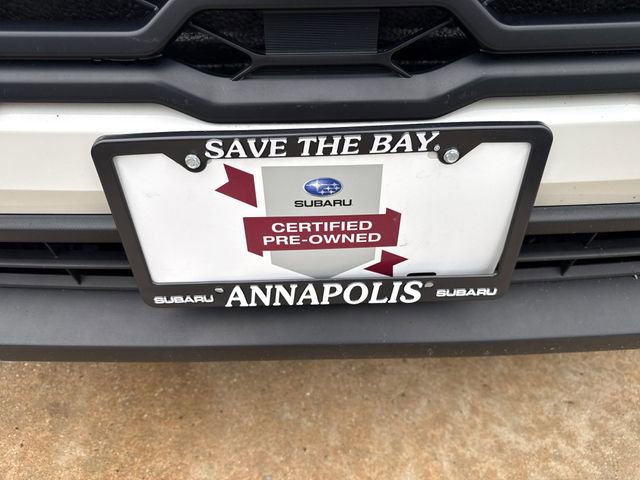 SAVE THE BAY
SUBARU
CERTIFIED
PRE-OWNED
SUBARU ANNAPOLIS SUBARU